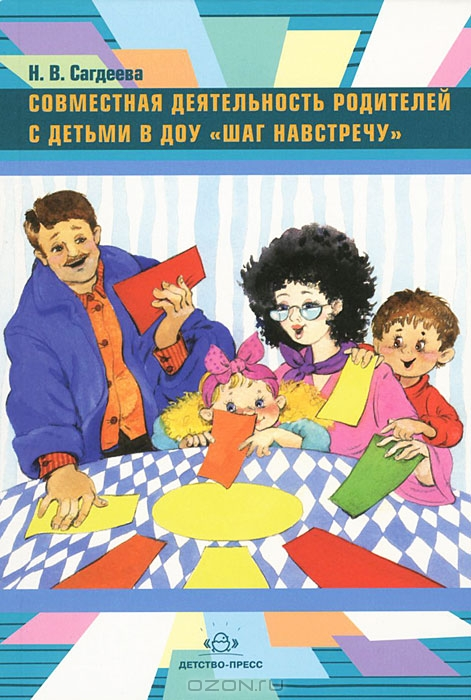 Н. В. Сагдеева
СОВМЕСТНАЯ ДЕЯТЕЛЬНОСТЬ РОДИТЕЛЕЙ
С ДЕТЬМИ В ДОУ «ШАГ НАВСТРЕЧУ»
ДЕТСТВО-ПРЕСС
OZON.RU